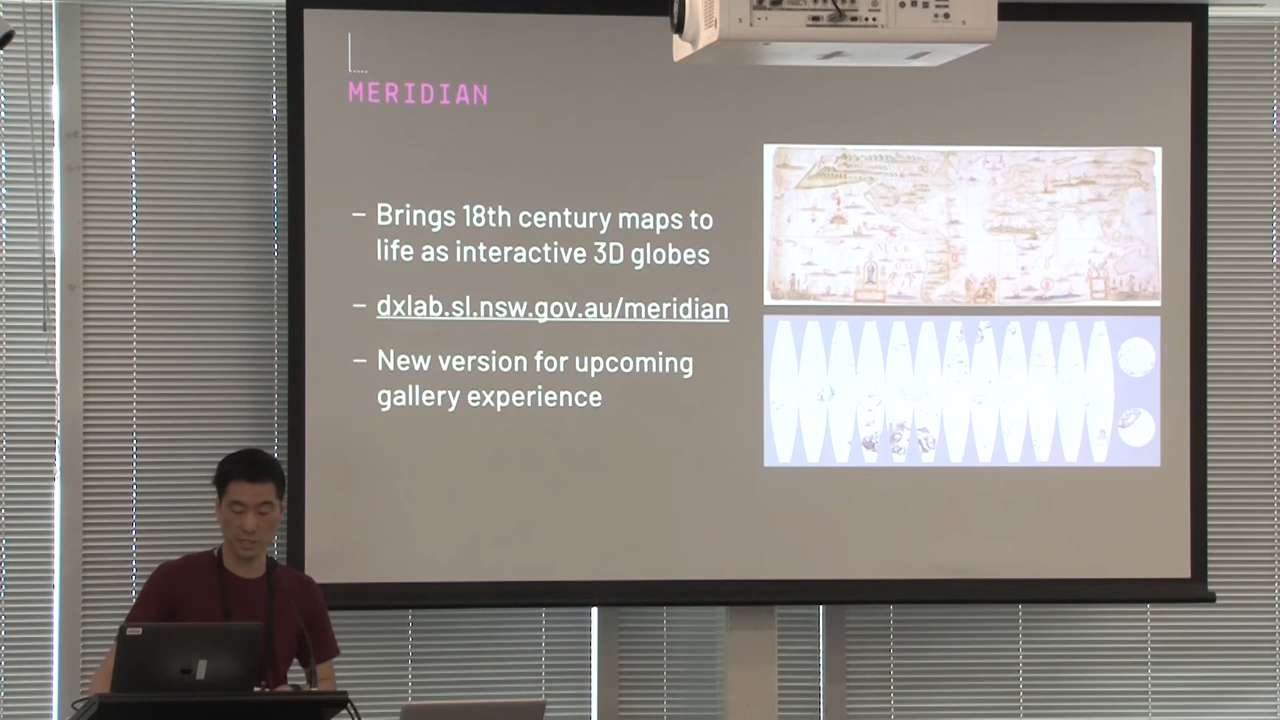 MERIDIAN
– Brings 18th century maps to
life as interactive 3D globes
– dxlab.sl.nsw.gov.au/meridian
– New version for upcoming
gallery experience